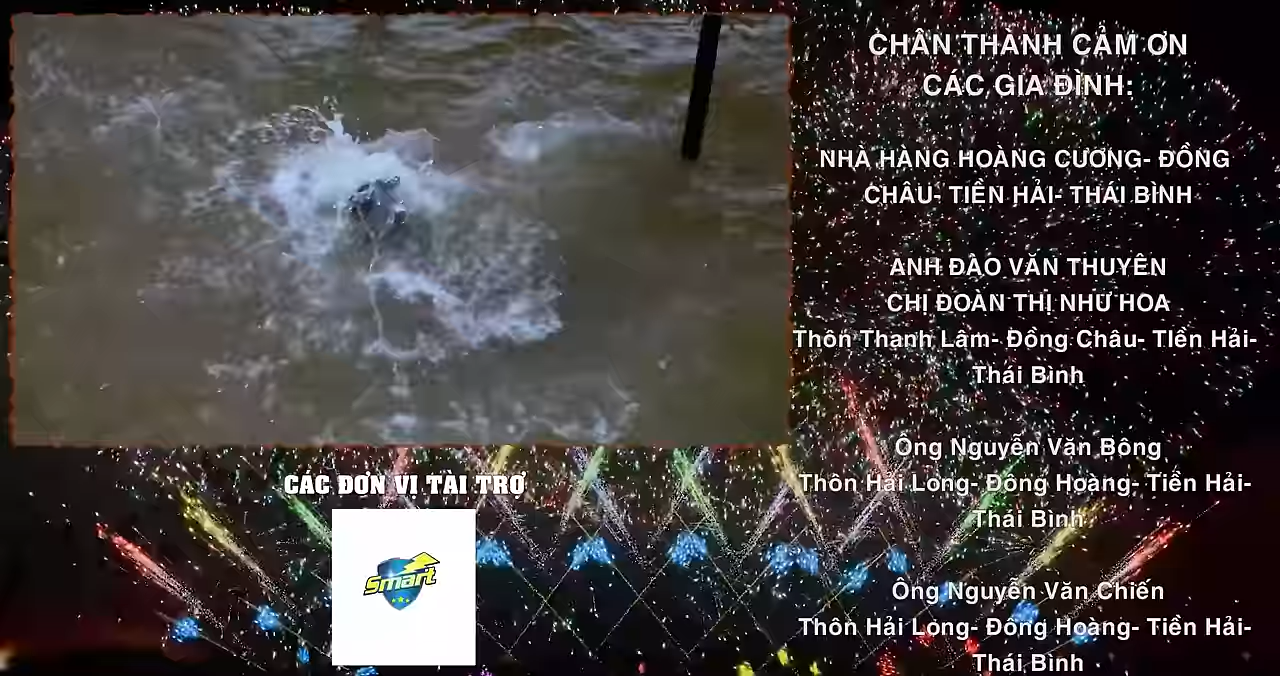 CHÂN THÀNH CẢM ƠN
CÁC GIA ĐÌNH:
NHÀ HÀNG HOÀNG CƯƠNG- ĐỒNG
CHÂU- TIỀN HẢI- THÁI BÌNH
ANH ĐÀO VĂN THUYÊN
CHỊ ĐOÀN THỊ NHƯ HOA
Thôn Thanh Lâm- Đồng Châu- TIền Hải-
Thái Bình
Ông Nguyễn Văn Bông
Thôn Hải Long- Đông Hoàng- Tiền Hải-
Thái Bình
Ông Nguyễn Văn Chiến
Thôn Hải Long- Đông Hoàng- Tiền Hải-
Thái Bình
CÁC ĐƠN VỊ TÀI TRỢ
Smart